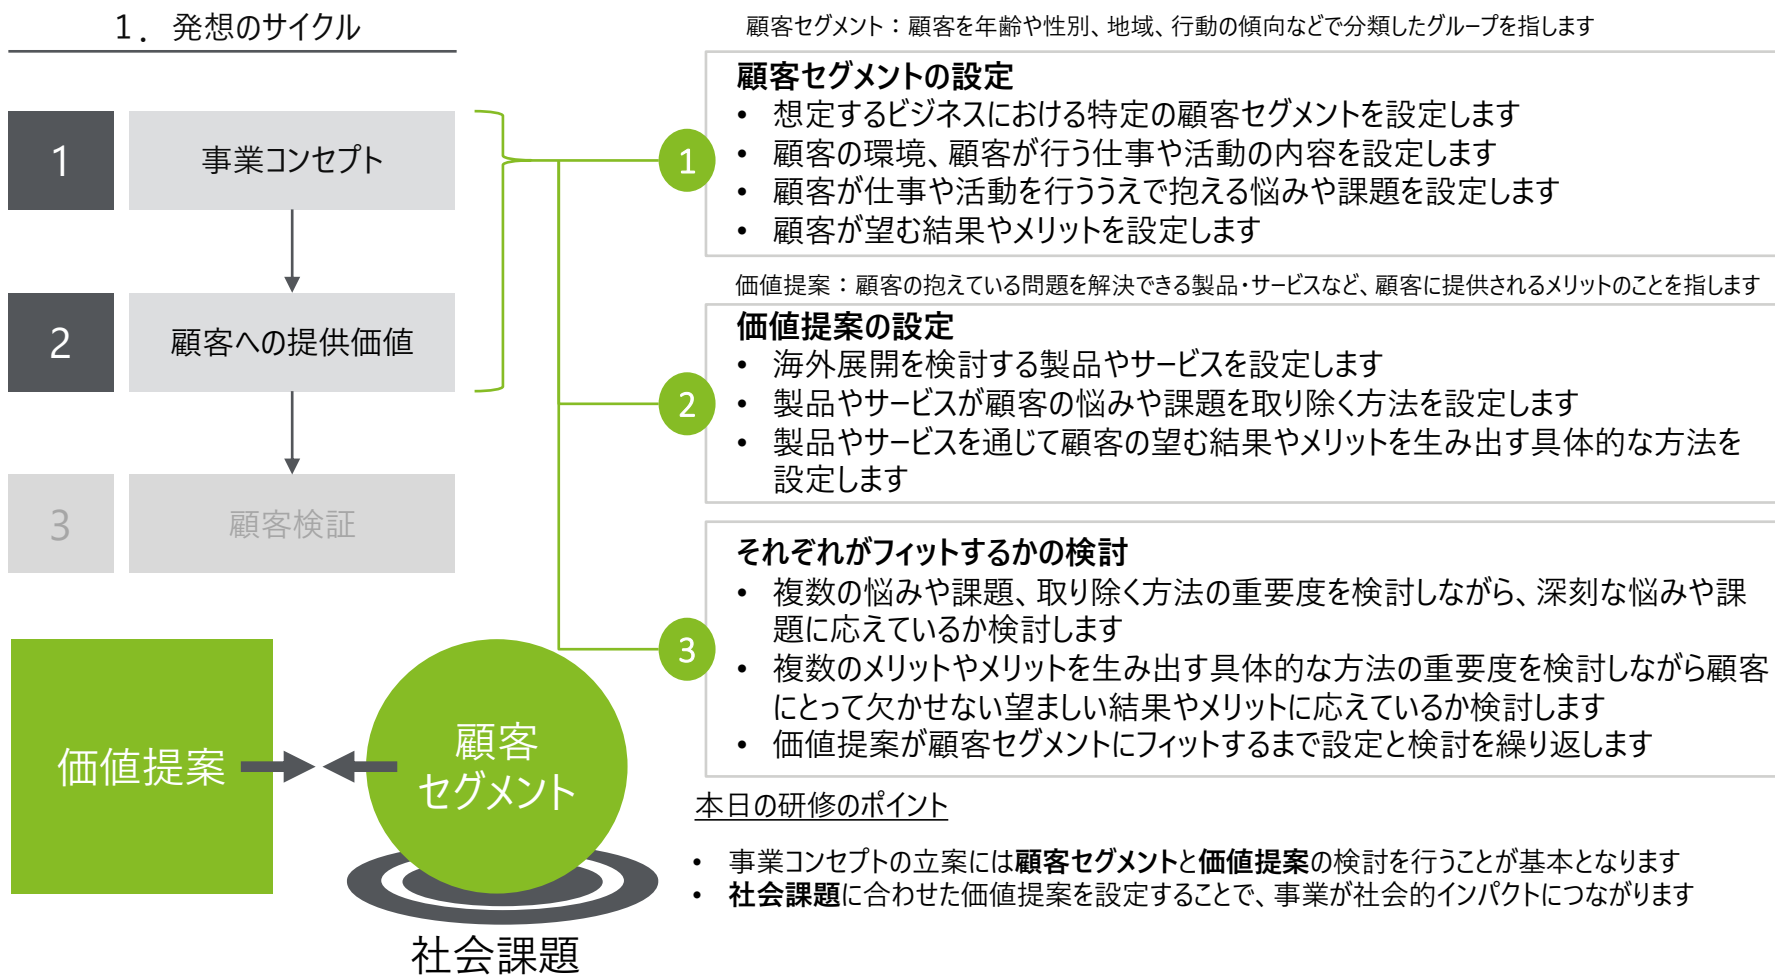 1．発想のサイクル
1
事業コンセプト
2
顧客への提供価値
3
顧客検証
価値提案
顧客
セグメント
社会課題
顧客セグメント：顧客を年齢や性別、地域、行動の傾向などで分類したグループを指します
1
顧客セグメントの設定
• 想定するビジネスにおける特定の顧客セグメントを設定します
• 顧客の環境、顧客が行う仕事や活動の内容を設定します
• 顧客が仕事や活動を行ううえで抱える悩みや課題を設定します
• 顧客が望む結果やメリットを設定します
価値提案：顧客の抱えている問題を解決できる製品・サービスなど、顧客に提供されるメリットのことを指します
2
価値提案の設定
• 海外展開を検討する製品やサービスを設定します
• 製品やサービスが顧客の悩みや課題を取り除く方法を設定します
• 製品やサービスを通じて顧客の望む結果やメリットを生み出す具体的な方法を
設定します
3
それぞれがフィットするかの検討
• 複数の悩みや課題、取り除く方法の重要度を検討しながら、深刻な悩みや課
題に応えているか検討します
• 複数のメリットやメリットを生み出す具体的な方法の重要度を検討しながら顧客
にとって欠かせない望ましい結果やメリットに応えているか検討します
• 価値提案が顧客セグメントにフィットするまで設定と検討を繰り返します
本日の研修のポイント
• 事業コンセプトの立案には顧客セグメントと価値提案の検討を行うことが基本となります
• 社会課題に合わせた価値提案を設定することで、事業が社会的インパクトにつながります